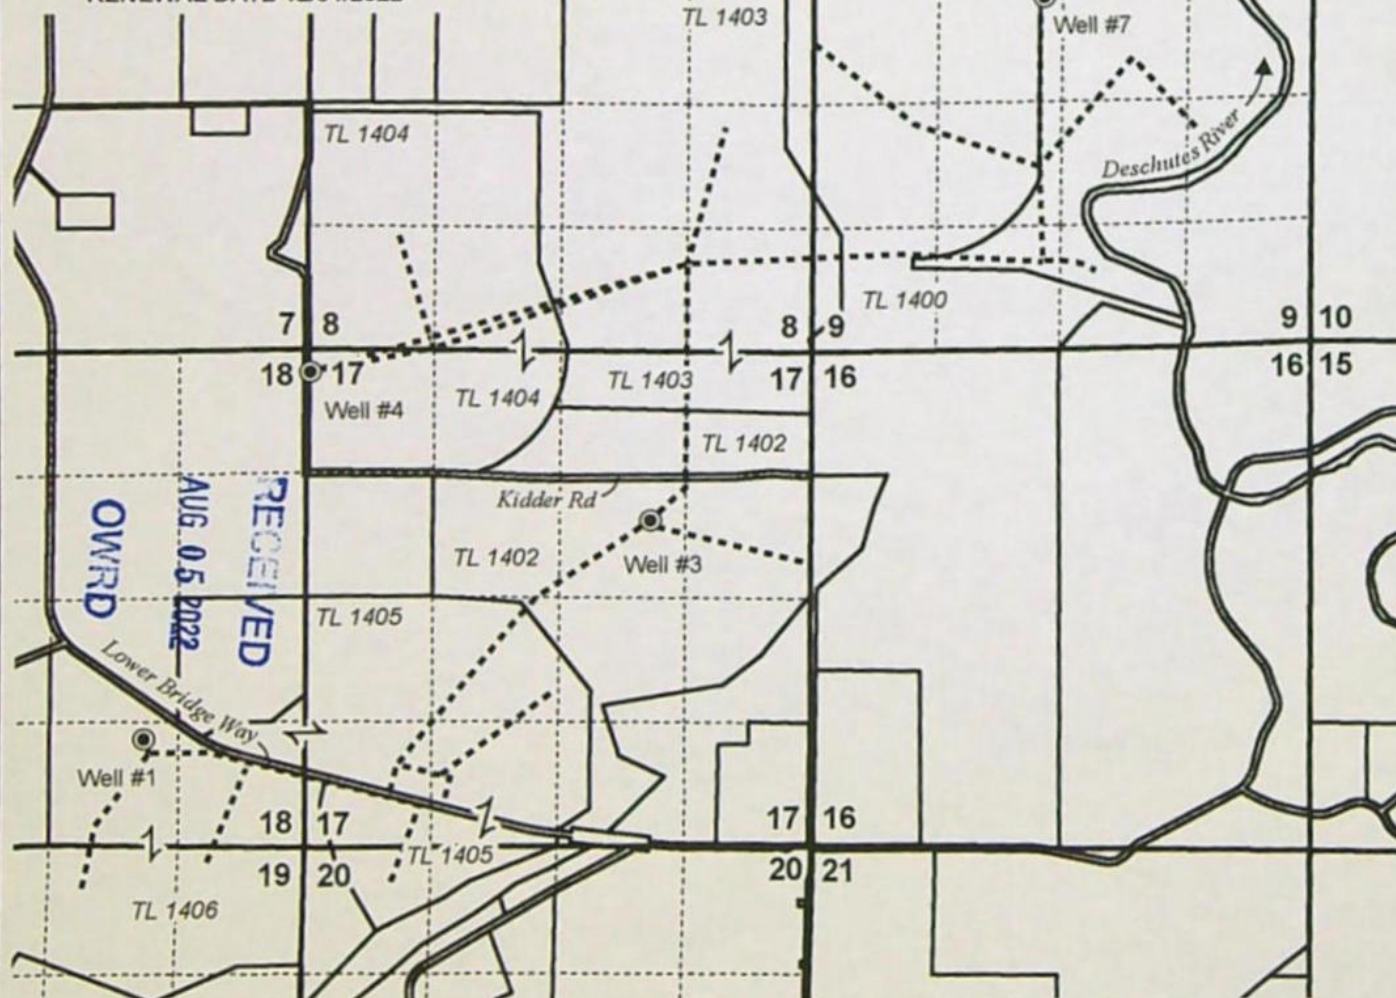 TL 1403
Well #7
TL 1404
Deschutes River
TL 1400
7 8
8 9
9 10
18 17
17 16
16 15
Well #4
TL 1404
TL 1403
TL 1402
Kidder Rd
RECEIVED
AUG 05 2022
OWRD
TL 1402
Well #3
TL 1405
Lower Bridge Way
Well #1
18 17
17 16
19 20
20 21
TL 1405
TL 1406